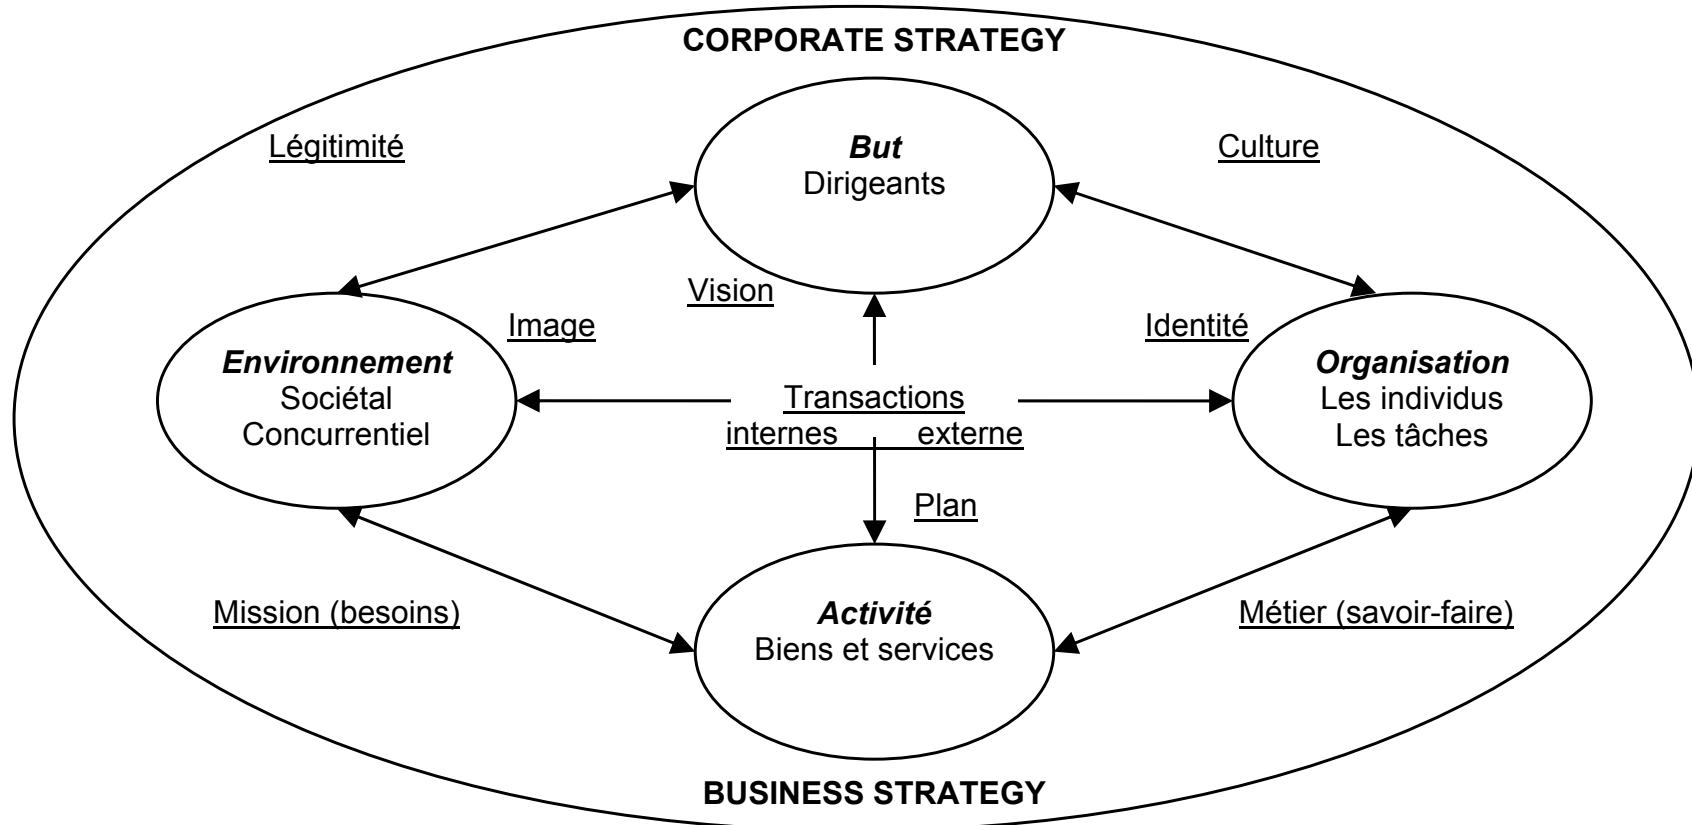 CORPORATE STRATEGY
Légitimité
But
Culture
Dirigeants
Vision
Image
Identité
Environnement
Sociétal
Concurrentiel
Transactions
internes externe
Organisation
Les individus
Les tâches
Plan
Mission (besoins)
Activité
Biens et services
Métier (savoir-faire)
BUSINESS STRATEGY